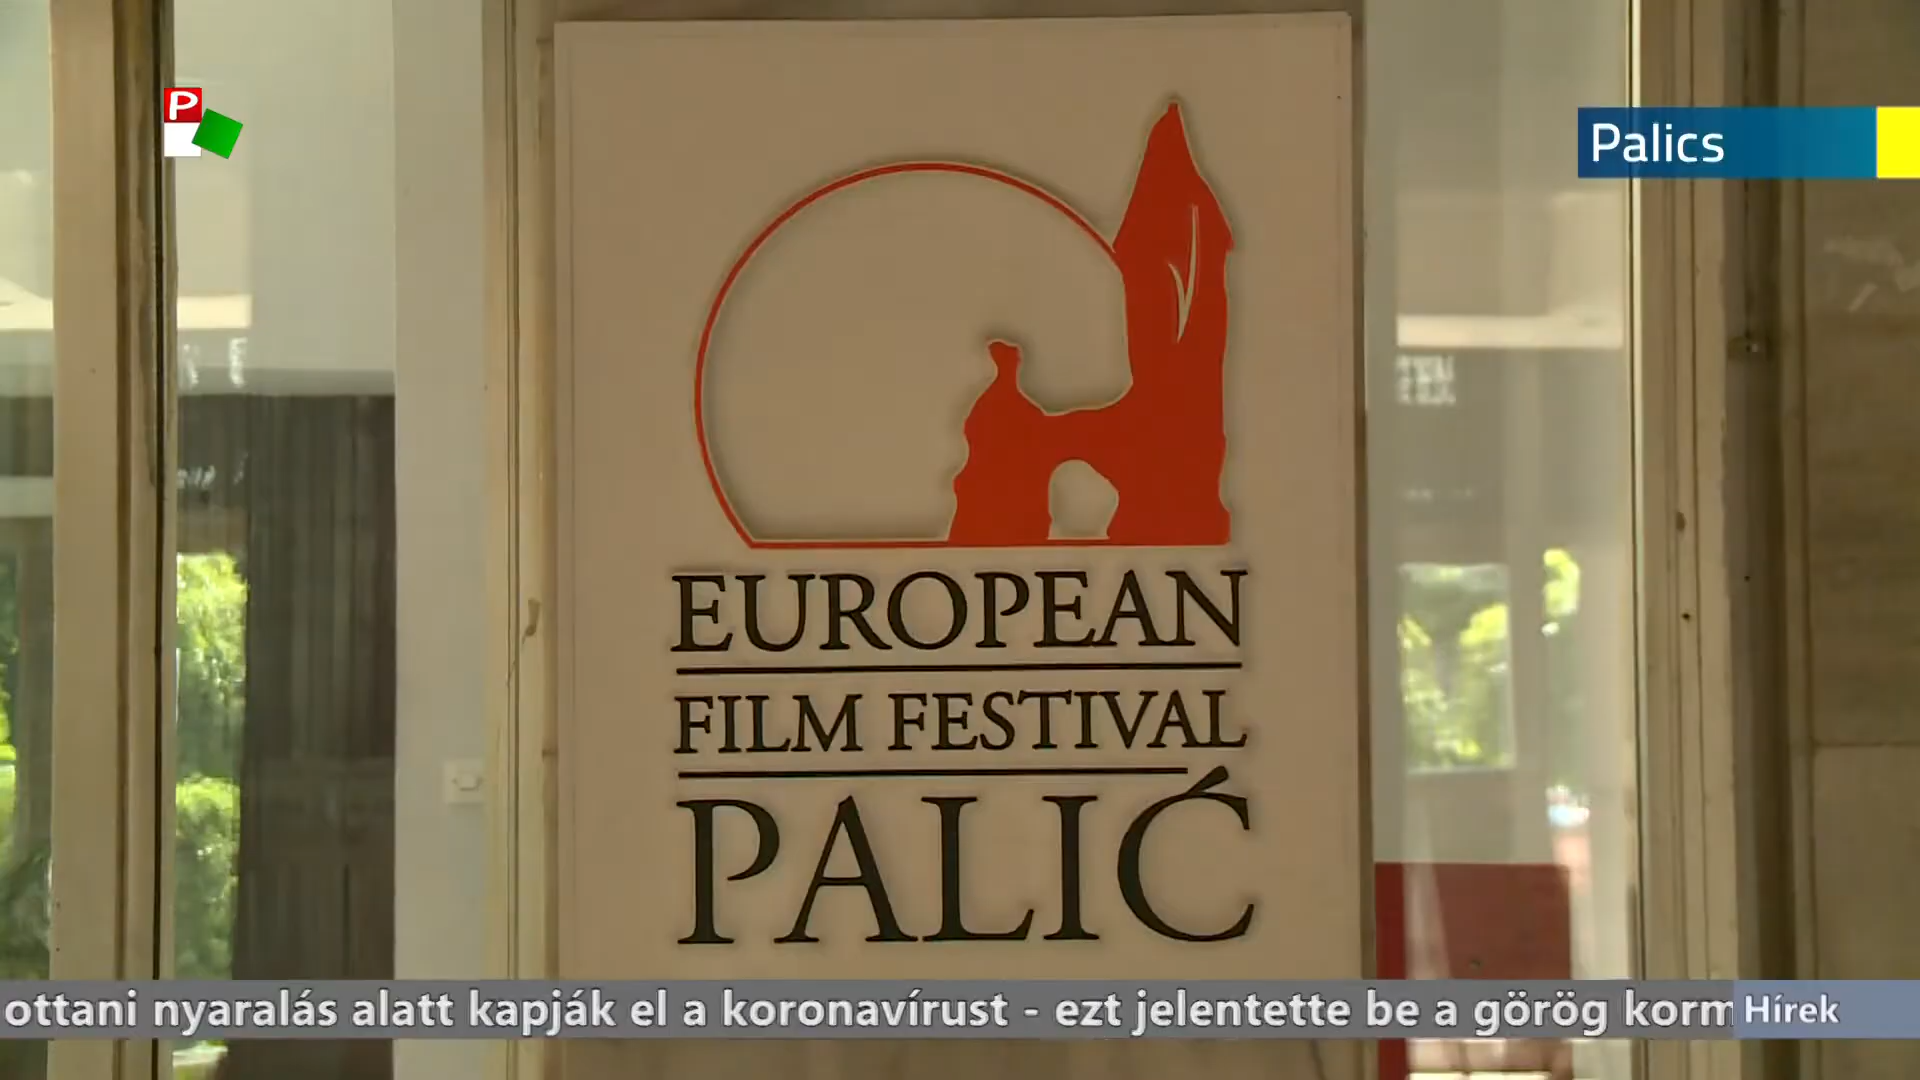 P
Palics
EUROPEAN
FILM FESTIVAL
PALIĆ
ottani nyaralás alatt kapják el a koronavírust - ezt jelentette be a görög korm
Hírek